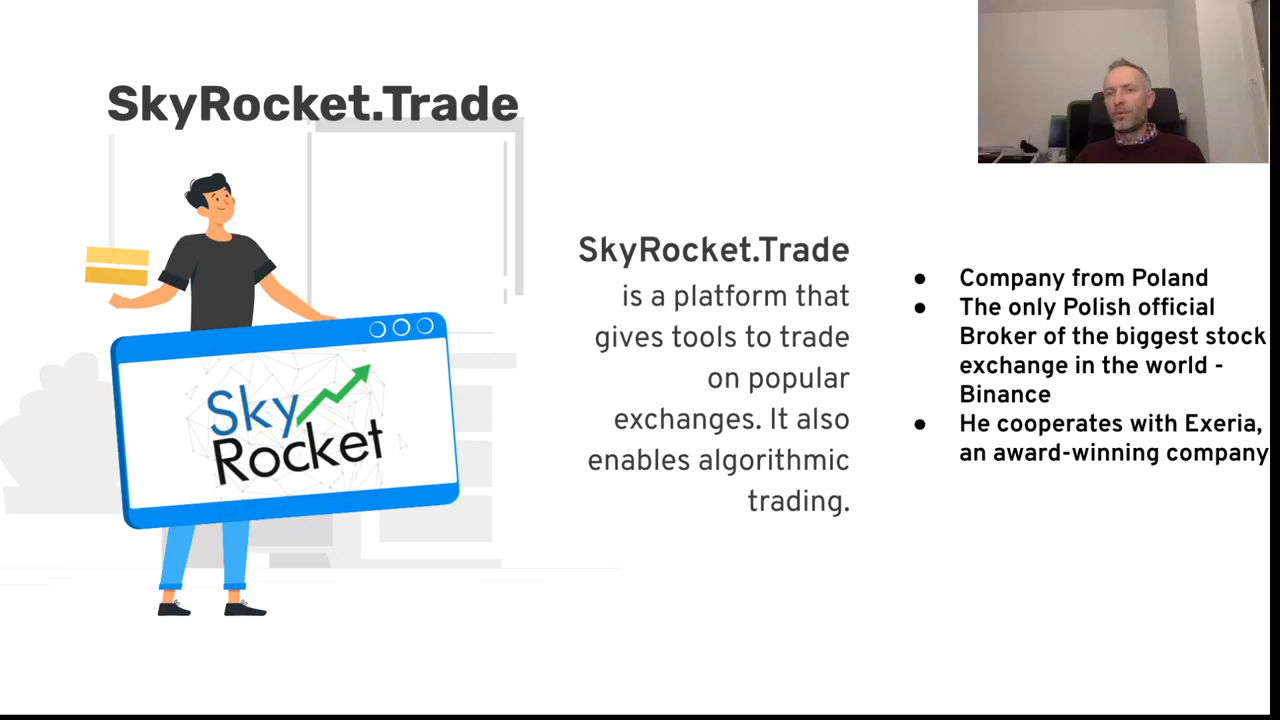 SkyRocket.Trade
Sky
Rocket
SkyRocket.Trade
is a platform that
gives tools to trade
on popular
exchanges. It also
enables algorithmic
trading.
● Company from Poland
● The only Polish official
Broker of the biggest stock
exchange in the world -
Binance
● He cooperates with Exeria,
an award-winning company